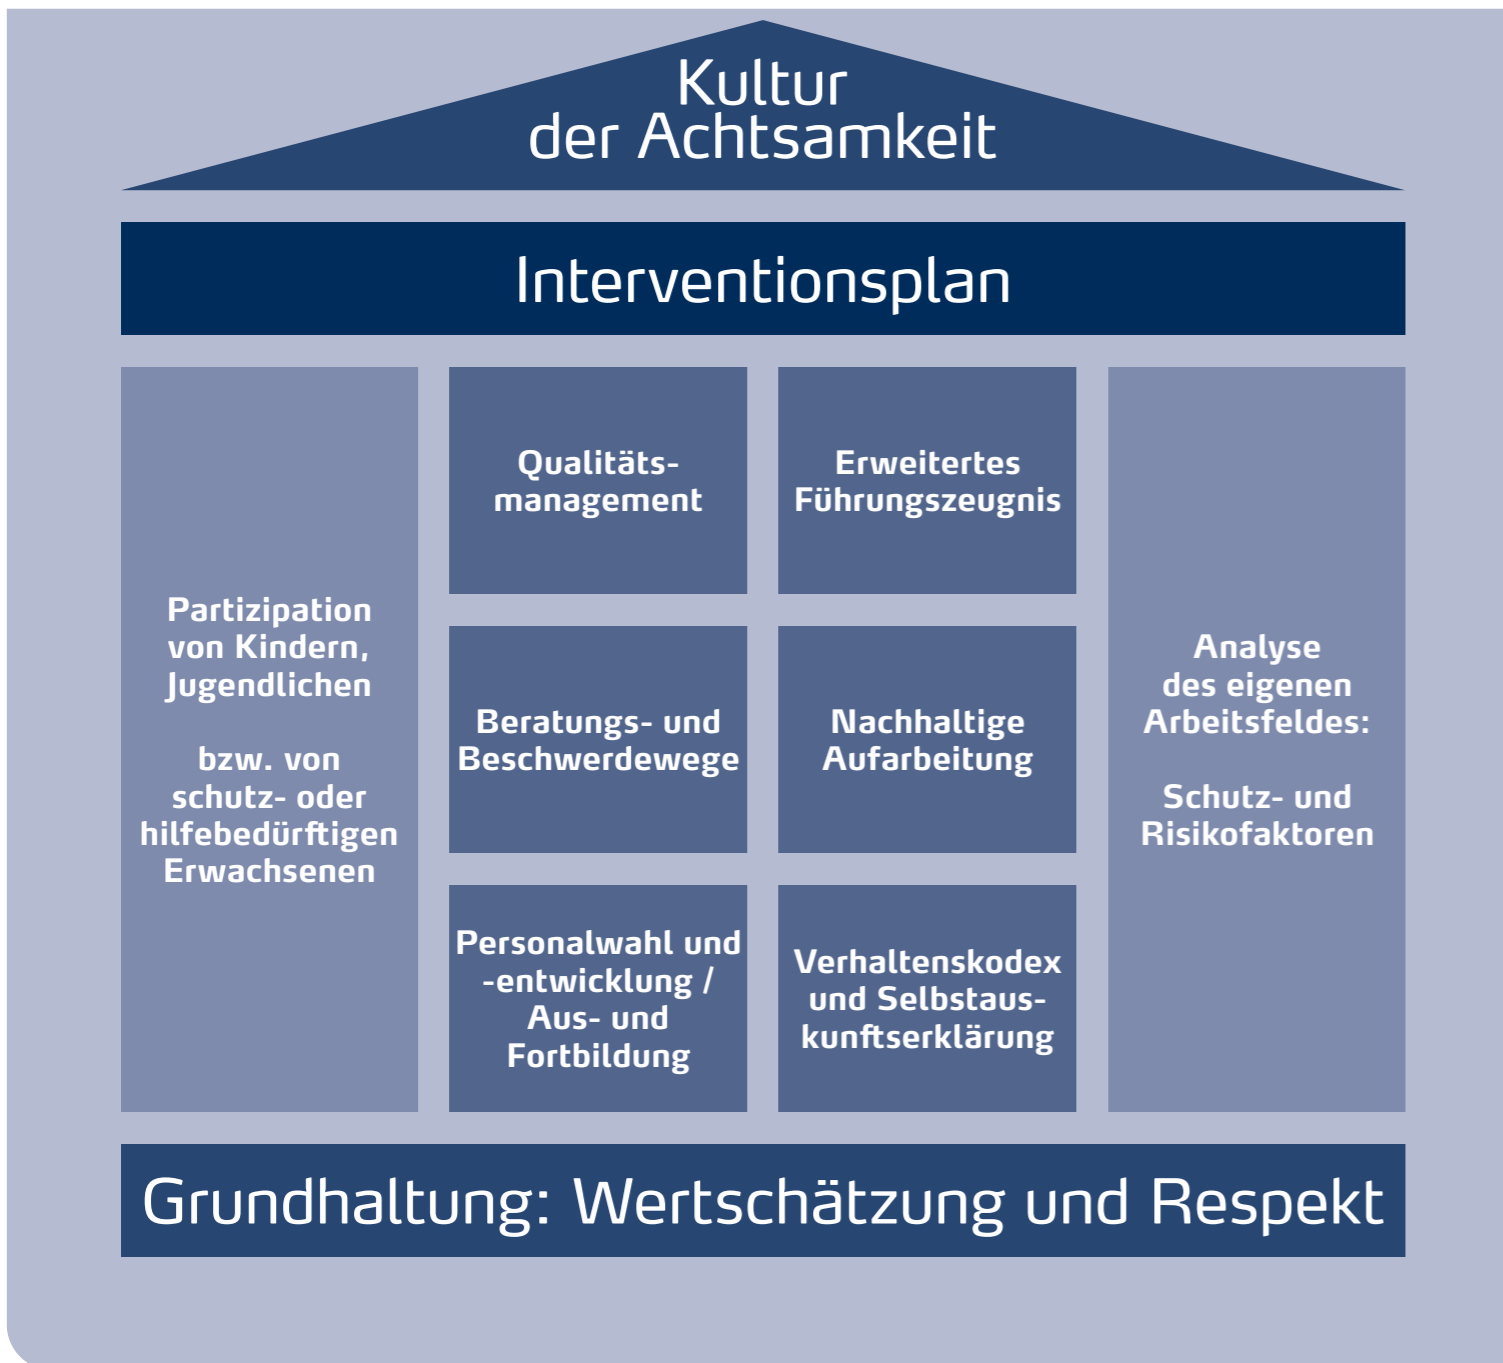 Kultur
der Achtsamkeit
Interventionsplan
Partizipation
von Kindern,
Jugendlichen
bzw. von
schutz- oder
hilfebedürftigen
Erwachsenen
Qualitäts-
management
Erweitertes
Führungszeugnis
Beratungs- und
Beschwerdewege
Nachhaltige
Aufarbeitung
Personalwahl und
-entwicklung /
Aus- und
Fortbildung
Verhaltenskodex
und Selbstaus-
kunftserklärung
Analyse
des eigenen
Arbeitsfeldes:
Schutz- und
Risikofaktoren
Grundhaltung: Wertschätzung und Respekt